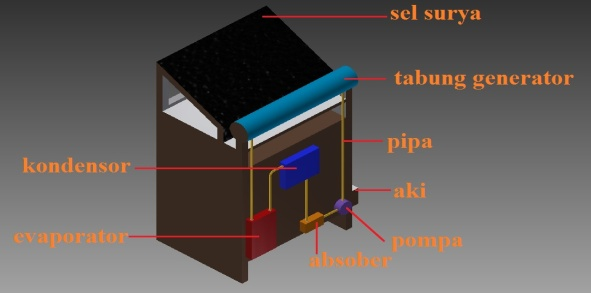 sel surya
tabung generator
pipa
kondensor
aki
evaporator
pompa
absober